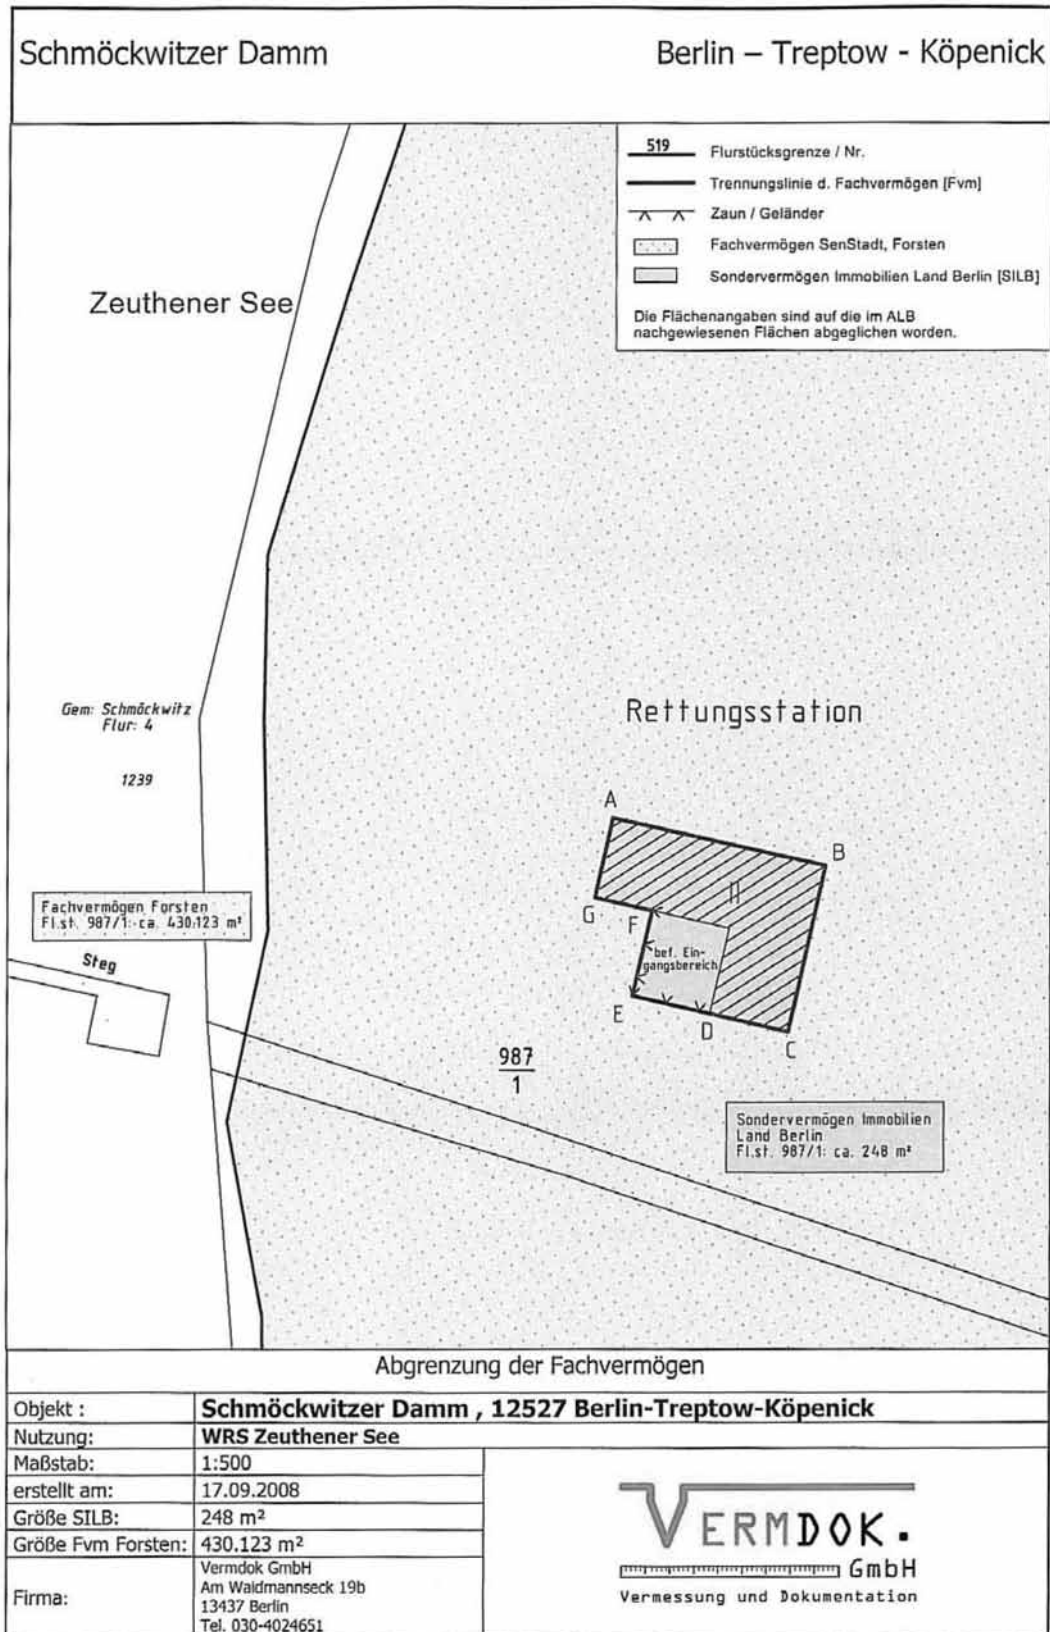 Schmöckwitzer Damm
Berlin – Treptow - Köpenick
519 Flurstücksgrenze / Nr.
Trennungslinie d. Fachvermögen [Fvm]
Zaun / Geländer
Fachvermögen SenStadt, Forsten
Sondervermögen Immobilien Land Berlin [SILB]
Die Flächenangaben sind auf die im ALB
nachgewiesenen Flächen abgeglichen worden.
Zeuthener See
Gem: Schmöckwitz
Flur: 4
1239
Rettungsstation
A
B
II
G
F
bef. Ein-
gangsbereich
E
D
C
Fachvermögen Forsten
Fl.st. 987/1: ca. 430.123 m²
Steg
987
1
Sondervermögen Immobilien
Land Berlin
Fl.st. 987/1: ca. 248 m²
Abgrenzung der Fachvermögen
Objekt : Schmöckwitzer Damm , 12527 Berlin-Treptow-Köpenick
Nutzung: WRS Zeuthener See
Maßstab: 1:500
erstellt am: 17.09.2008
Größe SILB: 248 m²
Größe Fvm Forsten: 430.123 m²
Firma:
Vermdok GmbH
Am Waidmannseck 19b
13437 Berlin
Tel. 030-4024651
VERMDOK.
GmbH
Vermessung und Dokumentation